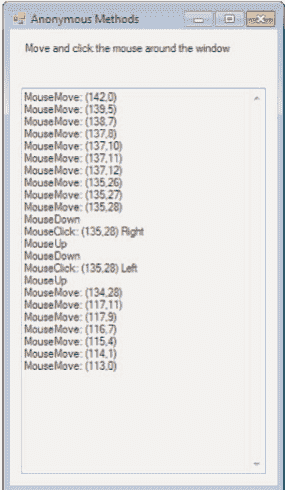 Anonymous Methods
Move and click the mouse around the window
MouseMove: (142,0)
MouseMove: (139,5)
MouseMove: (138,7)
MouseMove: (137,8)
MouseMove: (137,10)
MouseMove: (137,11)
MouseMove: (137,12)
MouseMove: (135,26)
MouseMove: (135,27)
MouseMove: (135,28)
MouseDown
MouseClick: (135,28) Right
MouseUp
MouseDown
MouseClick: (135,28) Left
MouseUp
MouseMove: (134,28)
MouseMove: (117,11)
MouseMove: (117,9)
MouseMove: (116,7)
MouseMove: (115,4)
MouseMove: (114,1)
MouseMove: (113,0)